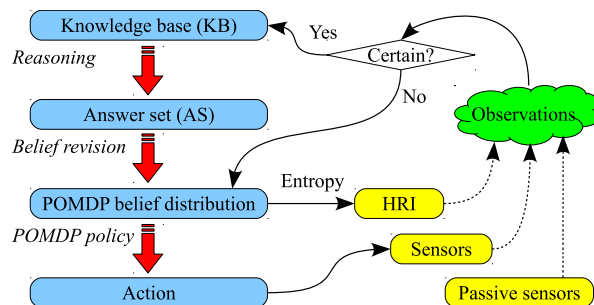 Knowledge base (KB)
Yes
Certain?
Reasoning
No
Answer set (AS)
Observations
Belief revision
Entropy
POMDP belief distribution
HRI
POMDP policy
Sensors
Action
Passive sensors